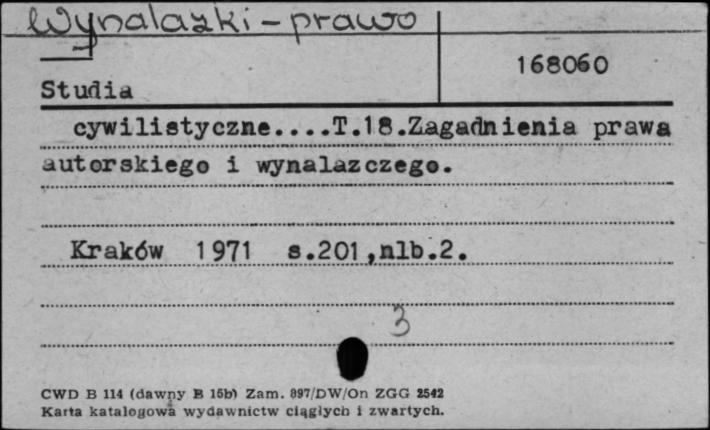 Wynalazki - prawo
168060
Studia
cywilistyczne....T.18.Zagadnienia prawa
autorskiego i wynalazczego.
Kraków 1971 s.201,nlb.2.
3
CWD B 114 (dawny B 15b) Zam. 897/DW/On ZGG 2542
Karta katalogowa wydawnictw ciągłych i zwartych.